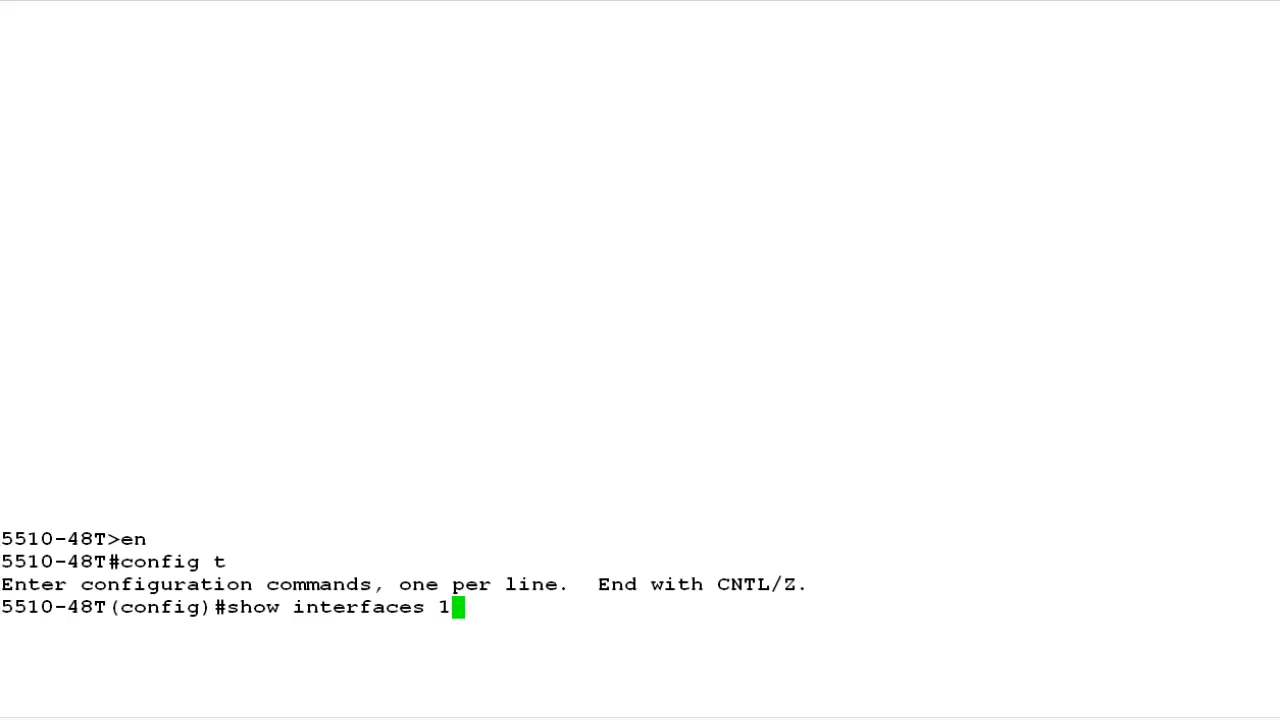 5510-48T>en
5510-48T#config t
Enter configuration commands, one per line.  End with CNTL/Z.
5510-48T(config)#show interfaces 1